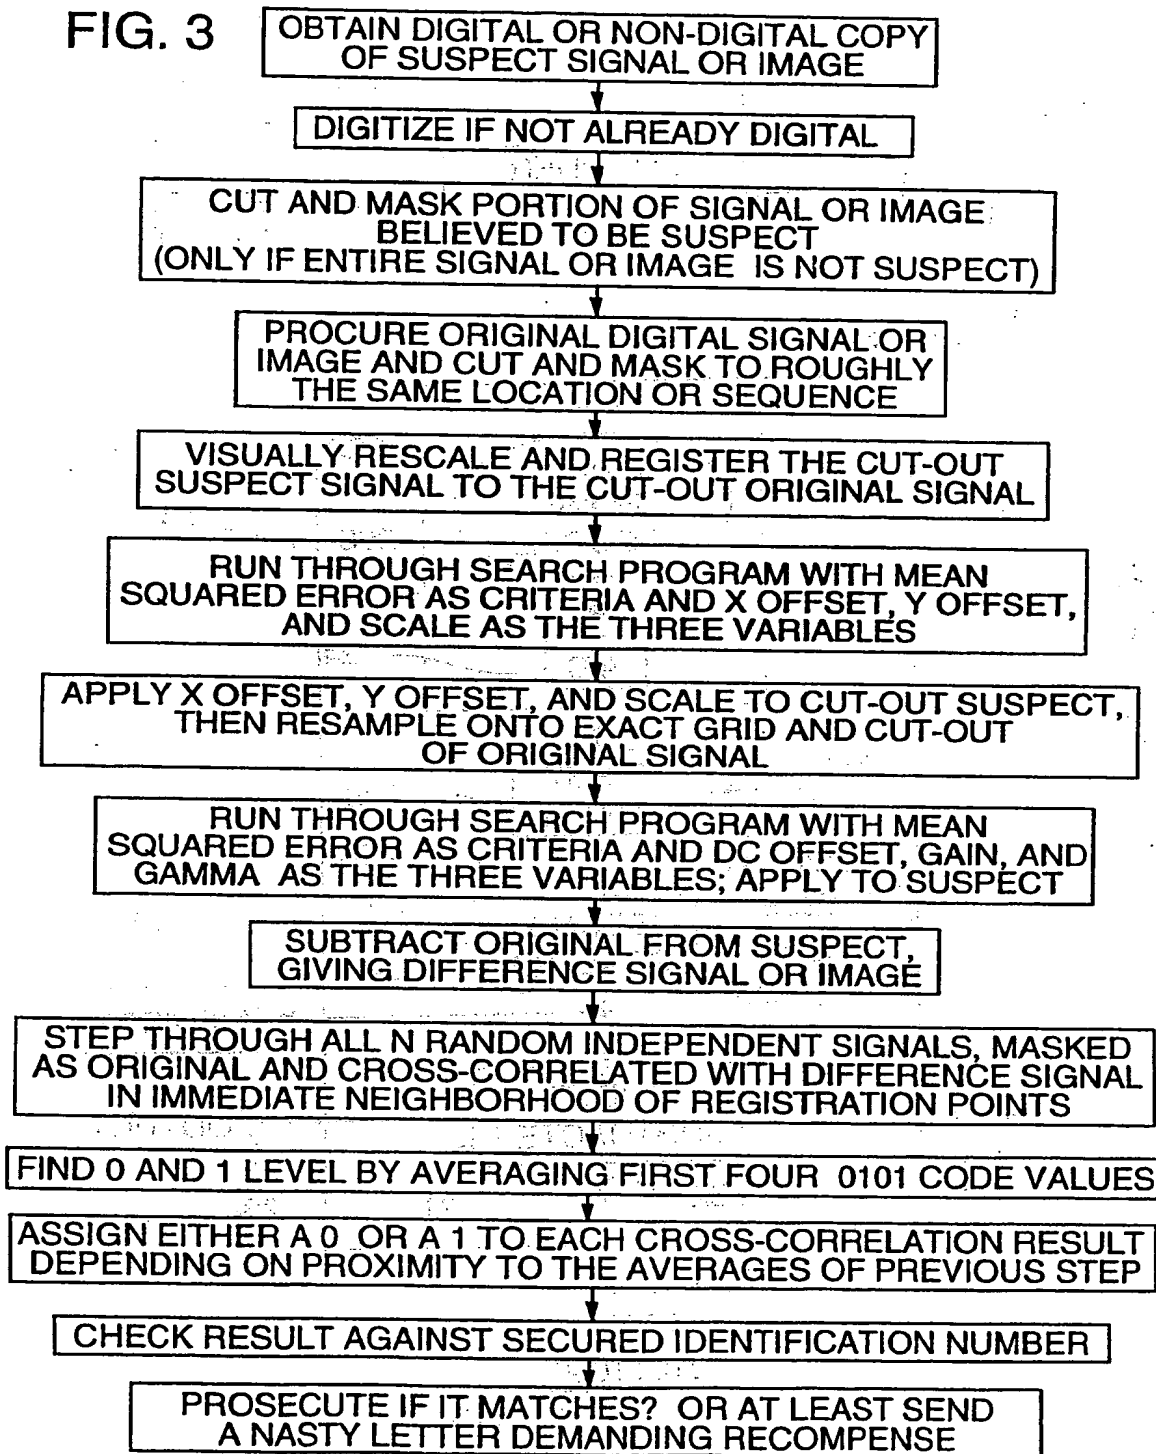 FIG. 3
OBTAIN DIGITAL OR NON-DIGITAL COPY
OF SUSPECT SIGNAL OR IMAGE
DIGITIZE IF NOT ALREADY DIGITAL
CUT AND MASK PORTION OF SIGNAL OR IMAGE
BELIEVED TO BE SUSPECT
(ONLY IF ENTIRE SIGNAL OR IMAGE IS NOT SUSPECT)
PROCURE ORIGINAL DIGITAL SIGNAL OR
IMAGE AND CUT AND MASK TO ROUGHLY
THE SAME LOCATION OR SEQUENCE
VISUALLY RESCALE AND REGISTER THE CUT-OUT
SUSPECT SIGNAL TO THE CUT-OUT ORIGINAL SIGNAL
RUN THROUGH SEARCH PROGRAM WITH MEAN
SQUARED ERROR AS CRITERIA AND X OFFSET, Y OFFSET,
AND SCALE AS THE THREE VARIABLES
APPLY X OFFSET, Y OFFSET, AND SCALE TO CUT-OUT SUSPECT,
THEN RESAMPLE ONTO EXACT GRID AND CUT-OUT
OF ORIGINAL SIGNAL
RUN THROUGH SEARCH PROGRAM WITH MEAN
SQUARED ERROR AS CRITERIA AND DC OFFSET, GAIN, AND
GAMMA AS THE THREE VARIABLES; APPLY TO SUSPECT
SUBTRACT ORIGINAL FROM SUSPECT,
GIVING DIFFERENCE SIGNAL OR IMAGE
STEP THROUGH ALL N RANDOM INDEPENDENT SIGNALS, MASKED
AS ORIGINAL AND CROSS-CORRELATED WITH DIFFERENCE SIGNAL
IN IMMEDIATE NEIGHBORHOOD OF REGISTRATION POINTS
FIND 0 AND 1 LEVEL BY AVERAGING FIRST FOUR 0101 CODE VALUES
ASSIGN EITHER A 0 OR A 1 TO EACH CROSS-CORRELATION RESULT
DEPENDING ON PROXIMITY TO THE AVERAGES OF PREVIOUS STEP
CHECK RESULT AGAINST SECURED IDENTIFICATION NUMBER
PROSECUTE IF IT MATCHES? OR AT LEAST SEND
A NASTY LETTER DEMANDING RECOMPENSE